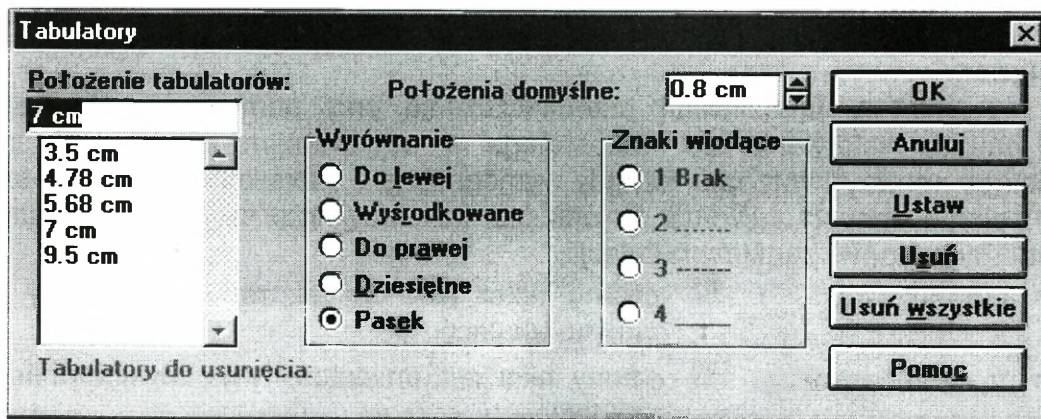 Tabulatory
Położenie tabulatorów:
7 cm
3.5 cm
4.78 cm
5.68 cm
7 cm
9.5 cm
Tabulatory do usunięcia:
Położenia domyślne:
0.8 cm
Wyrównanie
Do lewej
Wyśrodkowane
Do prawej
Dziesiętne
Pasek
Znaki wiodące
1 Brak
2 .......
3 -------
4 ____
OK
Anuluj
Ustaw
Usuń
Usuń wszystkie
Pomoc